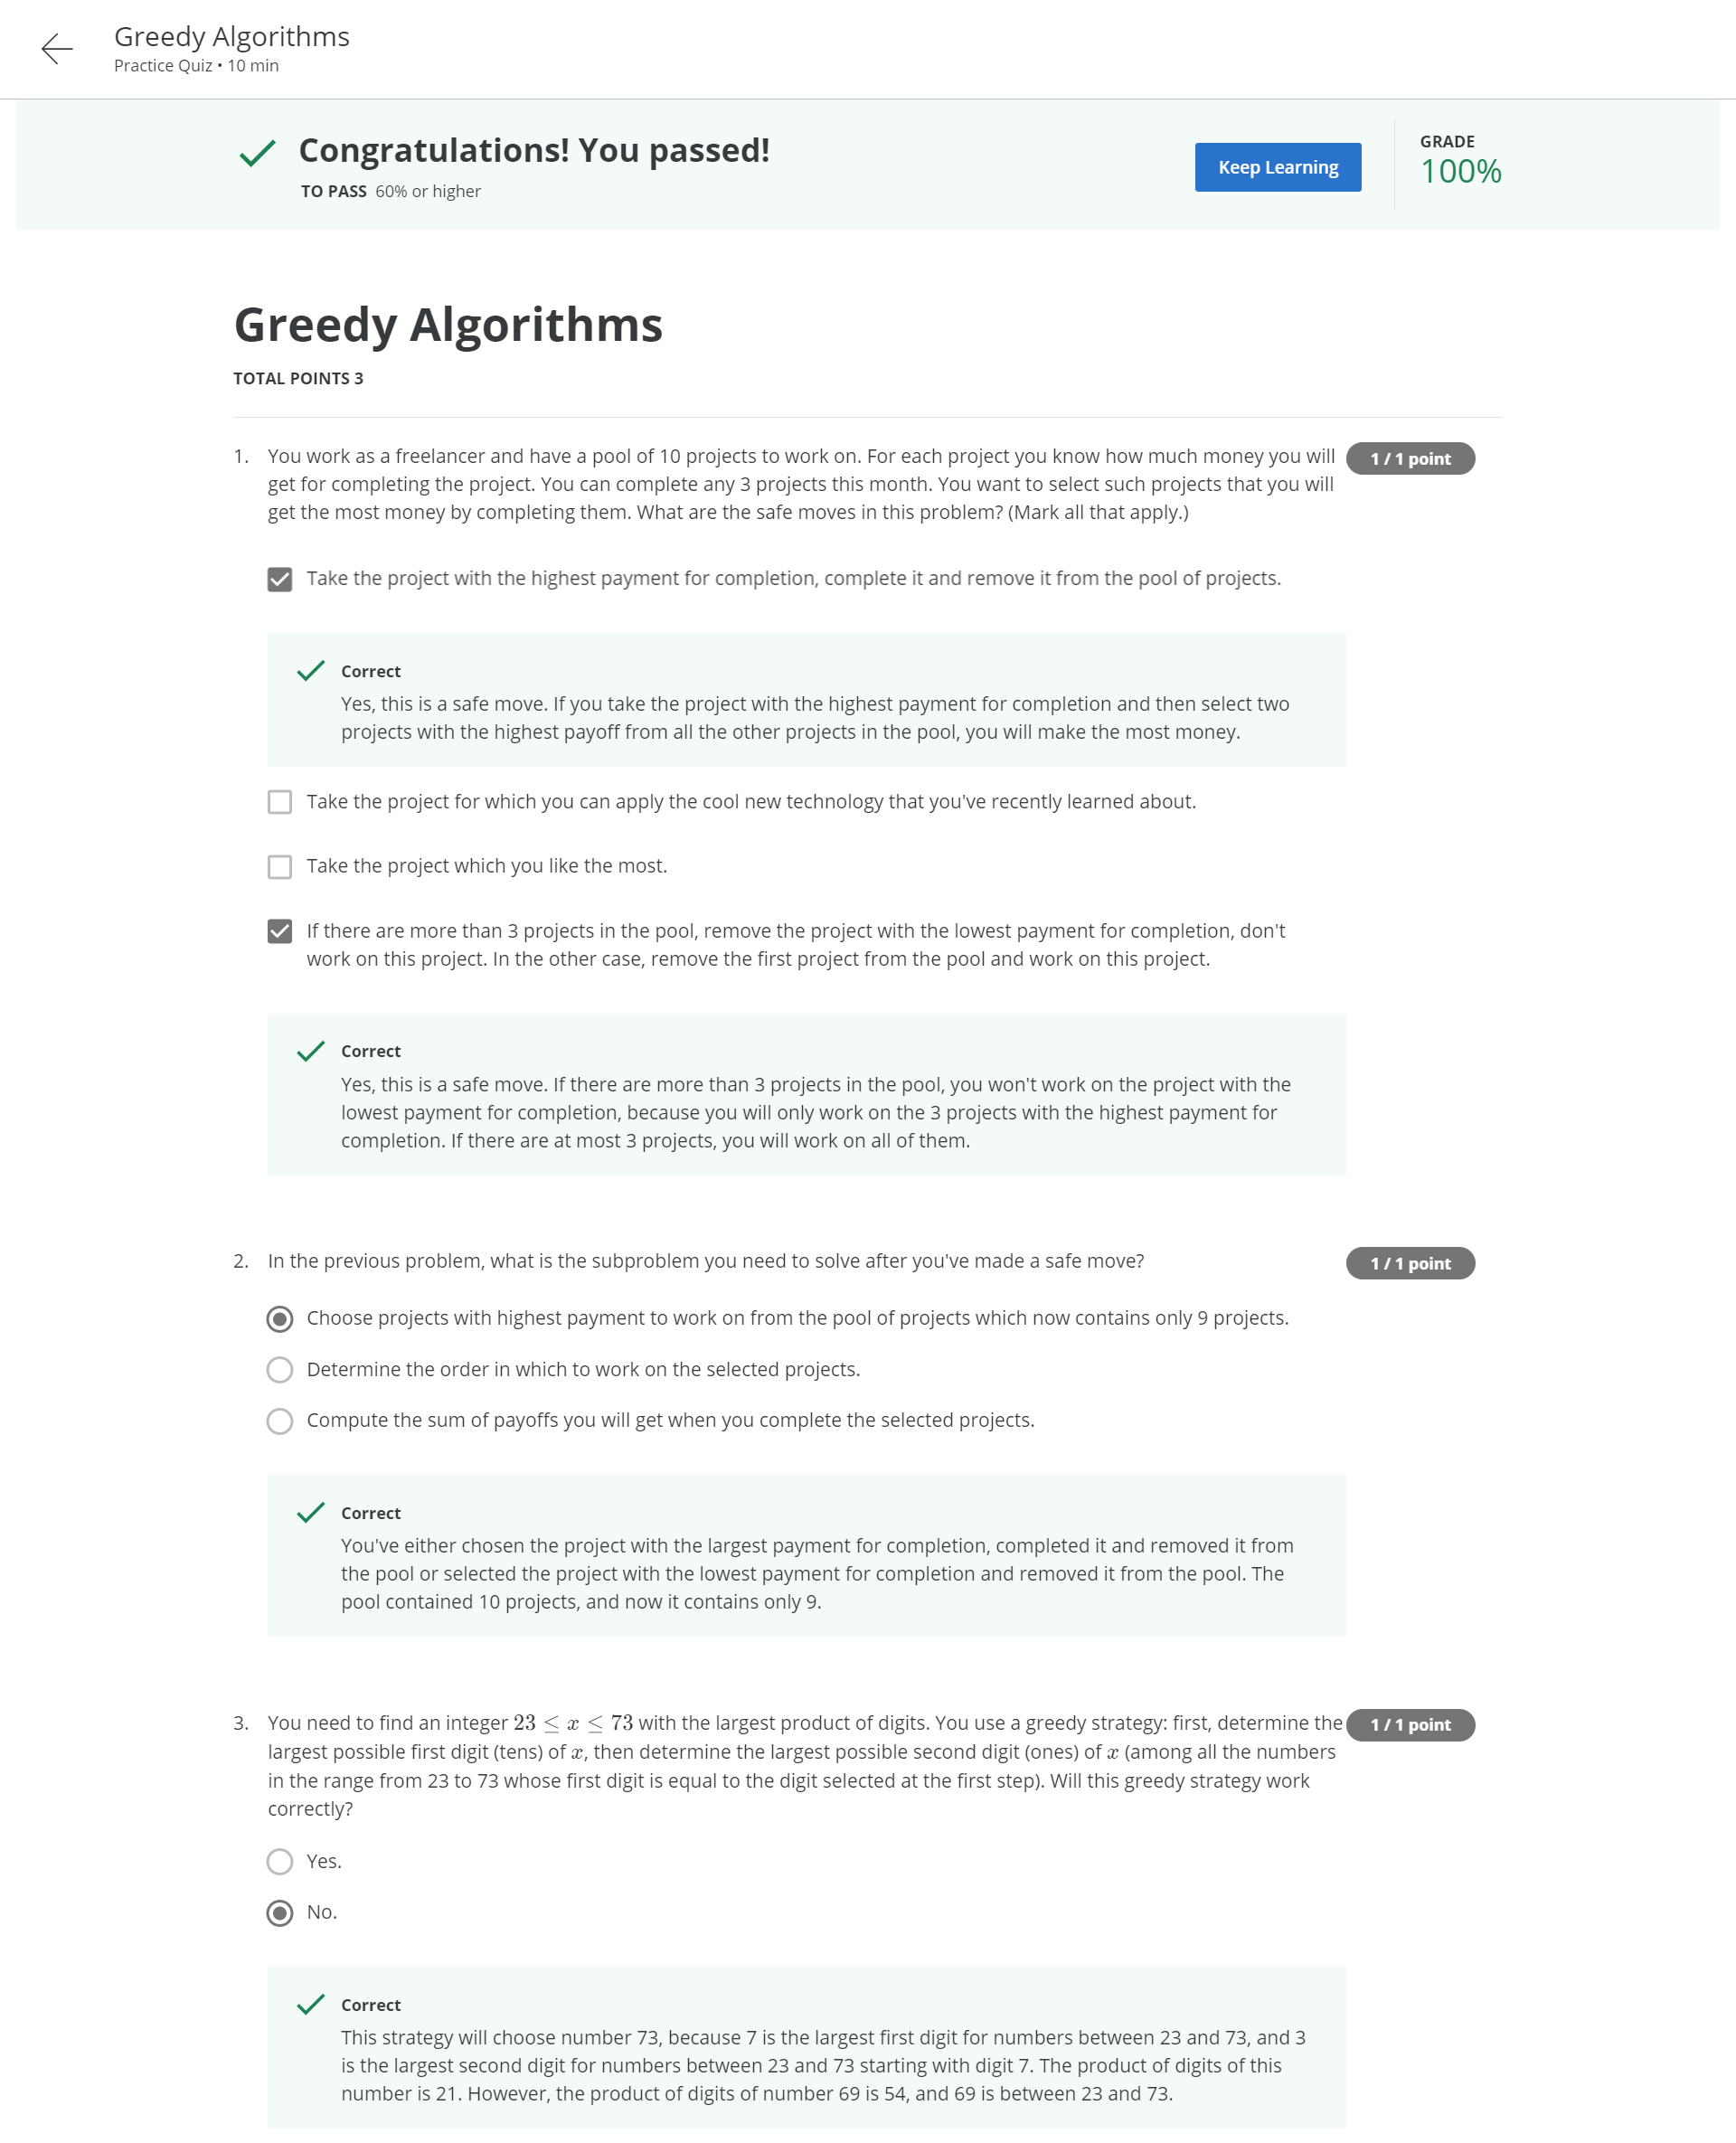 Greedy Algorithms
Practice Quiz • 10 min
Congratulations! You passed!
TO PASS 60% or higher
Keep Learning
GRADE
100%
Greedy Algorithms
TOTAL POINTS 3
1. You work as a freelancer and have a pool of 10 projects to work on. For each project you know how much money you will
1 / 1 point
get for completing the project. You can complete any 3 projects this month. You want to select such projects that you will
get the most money by completing them. What are the safe moves in this problem? (Mark all that apply.)
Take the project with the highest payment for completion, complete it and remove it from the pool of projects.
Correct
Yes, this is a safe move. If you take the project with the highest payment for completion and then select two
projects with the highest payoff from all the other projects in the pool, you will make the most money.
Take the project for which you can apply the cool new technology that you've recently learned about.
Take the project which you like the most.
If there are more than 3 projects in the pool, remove the project with the lowest payment for completion, don't
work on this project. In the other case, remove the first project from the pool and work on this project.
Correct
Yes, this is a safe move. If there are more than 3 projects in the pool, you won't work on the project with the
lowest payment for completion, because you will only work on the 3 projects with the highest payment for
completion. If there are at most 3 projects, you will work on all of them.
2. In the previous problem, what is the subproblem you need to solve after you've made a safe move?
1 / 1 point
Choose projects with highest payment to work on from the pool of projects which now contains only 9 projects.
Determine the order in which to work on the selected projects.
Compute the sum of payoffs you will get when you complete the selected projects.
Correct
You've either chosen the project with the largest payment for completion, completed it and removed it from
the pool or selected the project with the lowest payment for completion and removed it from the pool. The
pool contained 10 projects, and now it contains only 9.
3. You need to find an integer 23 ≤ x ≤ 73 with the largest product of digits. You use a greedy strategy: first, determine the
1 / 1 point
largest possible first digit (tens) of x, then determine the largest possible second digit (ones) of x (among all the numbers
in the range from 23 to 73 whose first digit is equal to the digit selected at the first step). Will this greedy strategy work
correctly?
Yes.
No.
Correct
This strategy will choose number 73, because 7 is the largest first digit for numbers between 23 and 73, and 3
is the largest second digit for numbers between 23 and 73 starting with digit 7. The product of digits of this
number is 21. However, the product of digits of number 69 is 54, and 69 is between 23 and 73.